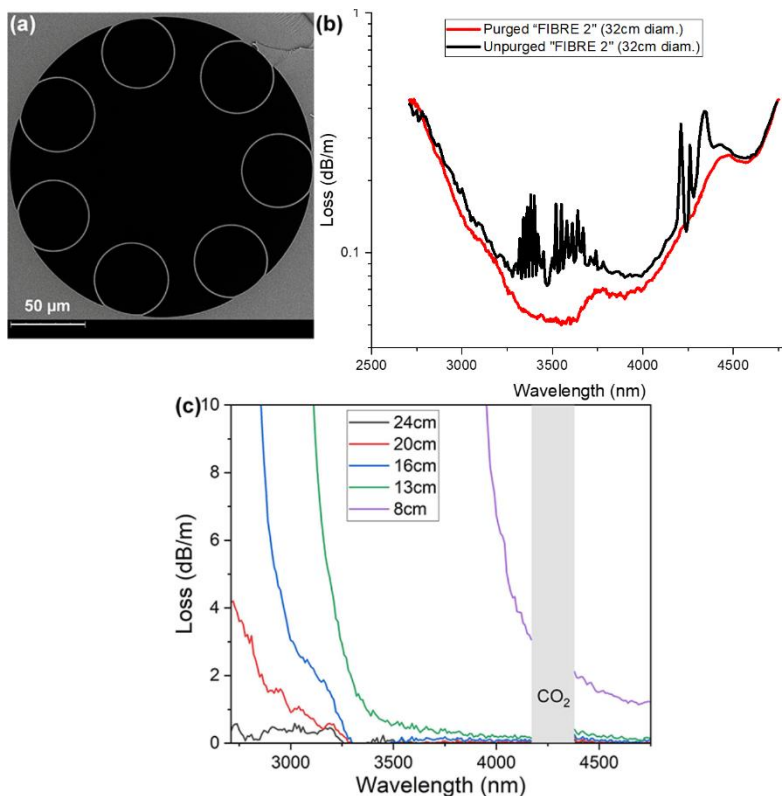 (a)
50 µm
(b)
Purged “FIBRE 2" (32cm diam.)
Unpurged "FIBRE 2" (32cm diam.)
1
0.1
Loss (dB/m)
2500 3000 3500 4000 4500
Wavelength (nm)
(c)
10
8
6
4
2
0
Loss (dB/m)
24cm
20cm
16cm
13cm
8cm
CO2
3000 3500 4000 4500
Wavelength (nm)